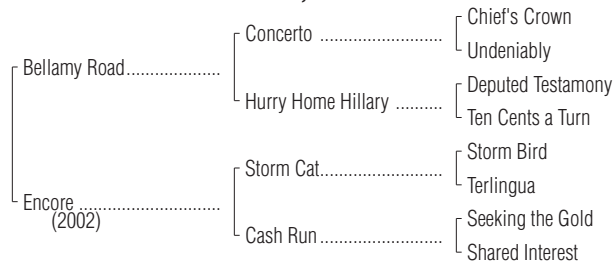 Chief's Crown
Concerto ....................
Undeniably
Bellamy Road....................
Deputed Testamony
Hurry Home Hillary ..........
Ten Cents a Turn
Storm Bird
Storm Cat..........................
Terlingua
Encore ..............................
(2002)
Seeking the Gold
Cash Run..........................
Shared Interest